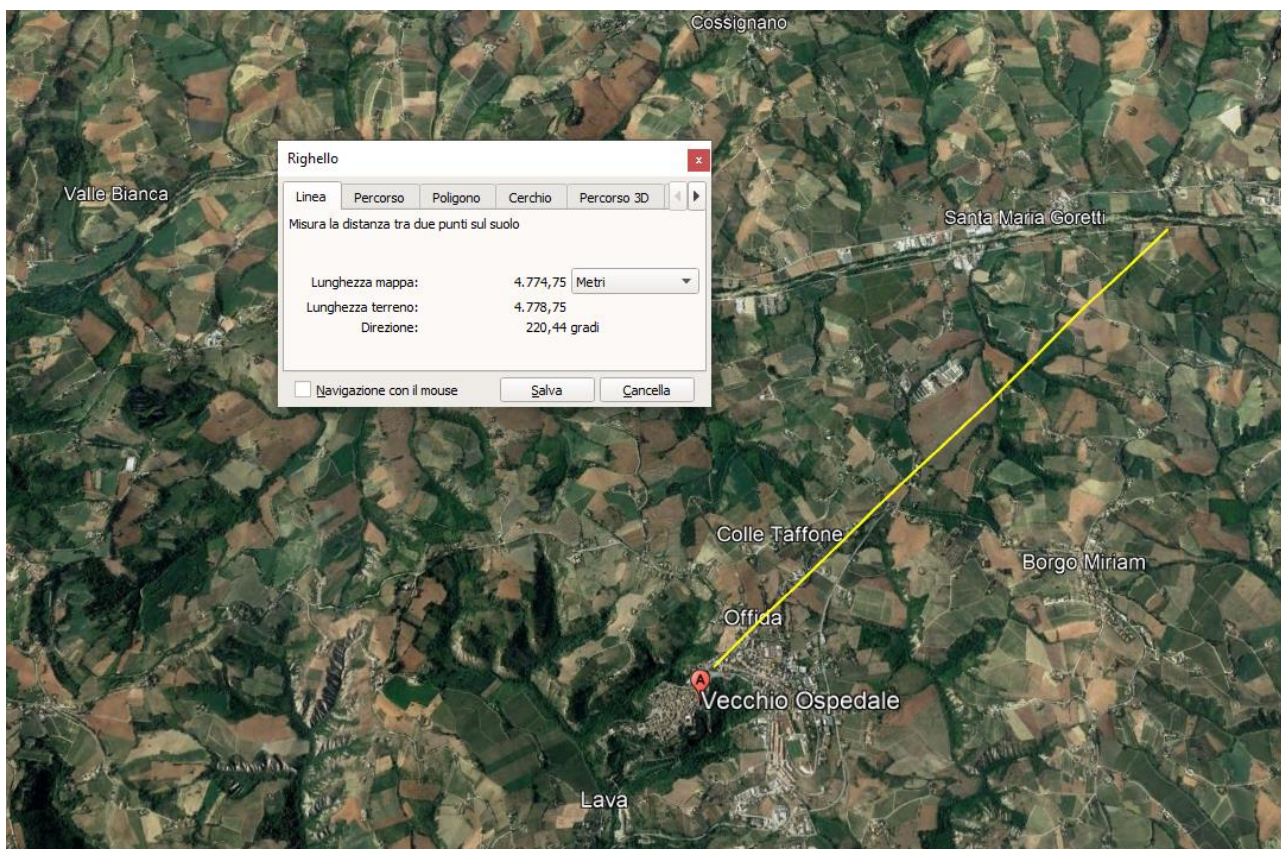 Cossignano
Righello
x
Linea Percorso Poligono Cerchio Percorso 3D
Misura la distanza tra due punti sul suolo
Lunghezza mappa: 4.774,75 Metri
Lunghezza terreno: 4.778,75
Direzione: 220,44 gradi
Navigazione con il mouse Salva Cancella
Valle Bianca
Santa Maria Goretti
Colle Taffone
Borgo Miriam
Offida
A
Vecchio Ospedale
Lava